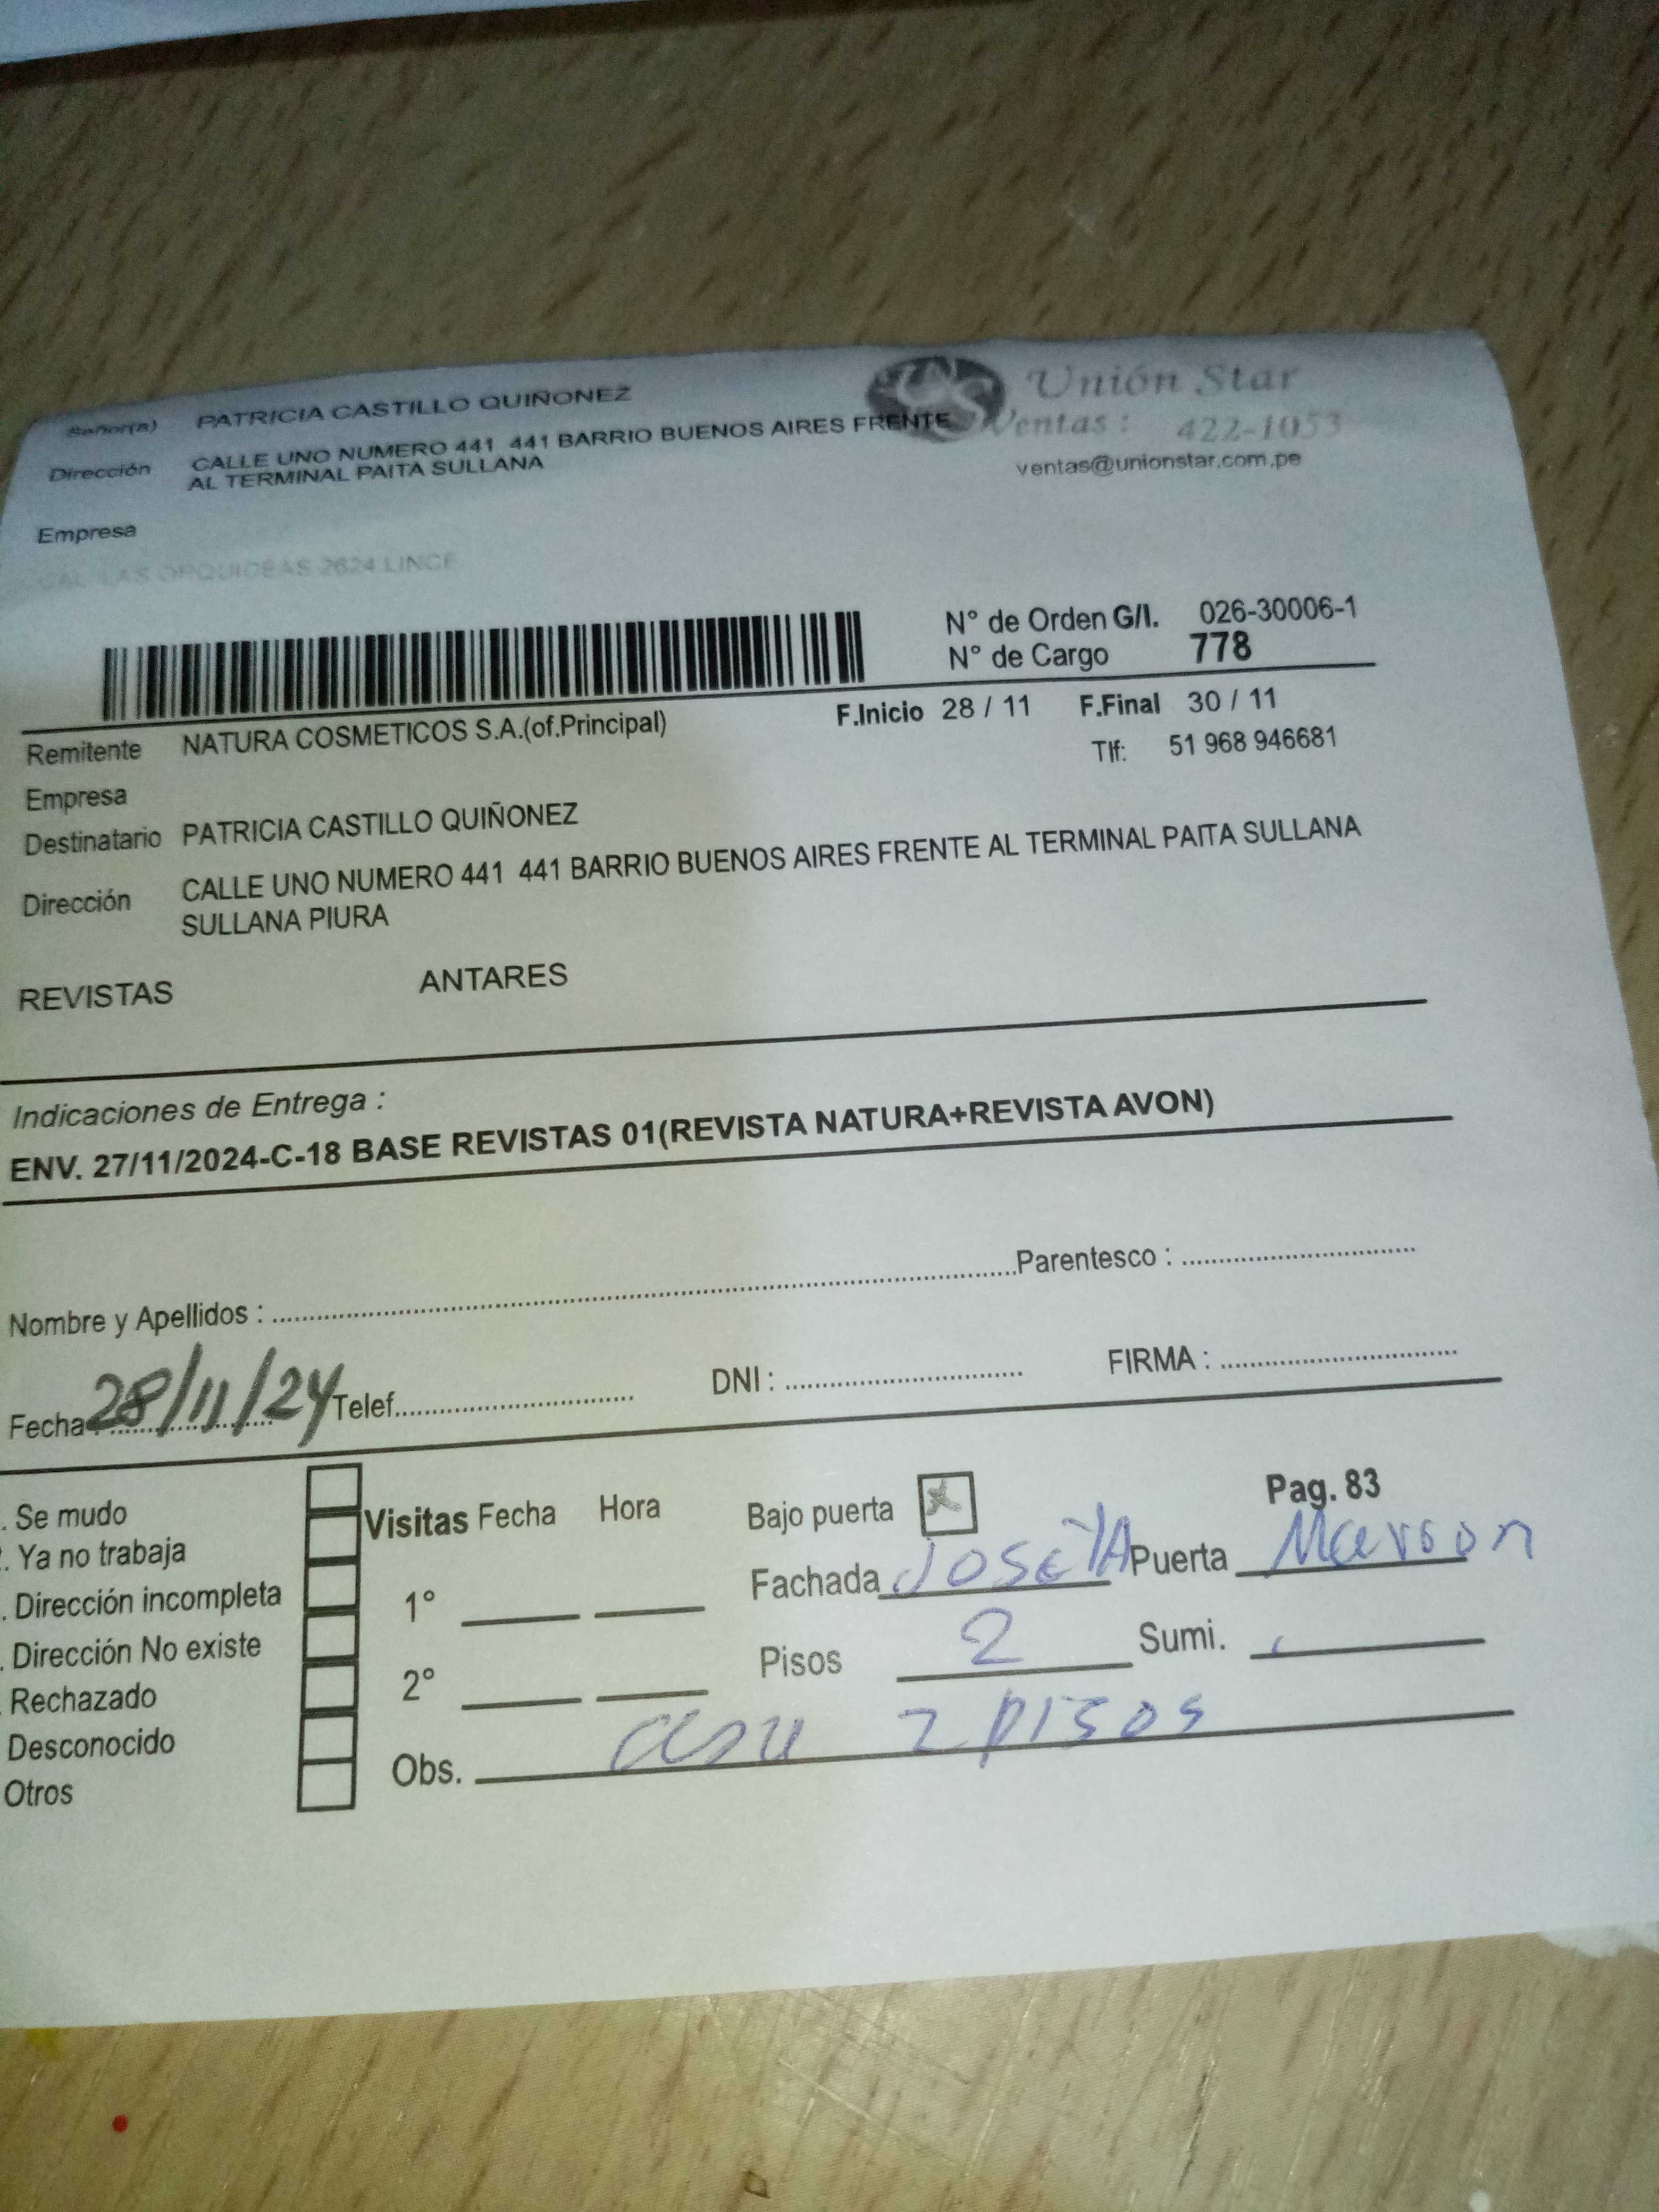 Señor(a) PATRICIA CASTILLO QUIÑONEZ
Unión Star
Dirección CALLE UNO NUMERO 441 441 BARRIO BUENOS AIRES FRENTE
AL TERMINAL PAITA SULLANA
Ventas : 422-1053
ventas@unionstar.com.pe
Empresa
CAL. LAS ORQUIDEAS 2624 LINCE
N° de Orden G/I. 026-30006-1
N° de Cargo 778
Remitente NATURA COSMETICOS S.A.(of.Principal)
F.Inicio 28 / 11 F.Final 30 / 11
Tlf: 51 968 946681
Empresa
Destinatario PATRICIA CASTILLO QUIÑONEZ
Dirección CALLE UNO NUMERO 441 441 BARRIO BUENOS AIRES FRENTE AL TERMINAL PAITA SULLANA
SULLANA PIURA
REVISTAS ANTARES
Indicaciones de Entrega :
ENV. 27/11/2024-C-18 BASE REVISTAS 01(REVISTA NATURA+REVISTA AVON)
Nombre y Apellidos : Parentesco :
Fecha : 28/11/24 Telef. DNI : FIRMA :
. Se mudo
. Ya no trabaja
. Dirección incompleta
. Dirección No existe
Rechazado
Desconocido
Otros
Visitas Fecha Hora
1°
2°
Bajo puerta X Pag. 83
Fachada Puerta
Pisos 2 Sumi.
Obs. 2 pisos